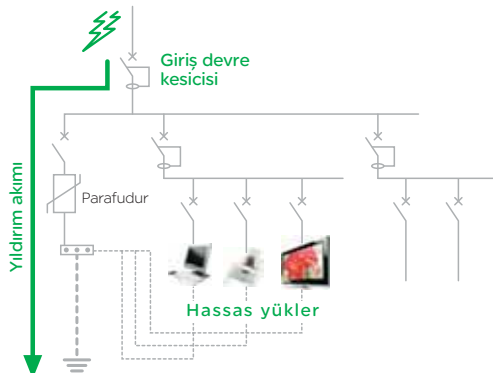 Giriş devre
kesicisi
Yıldırım akımı
Parafudur
Hassas yükler